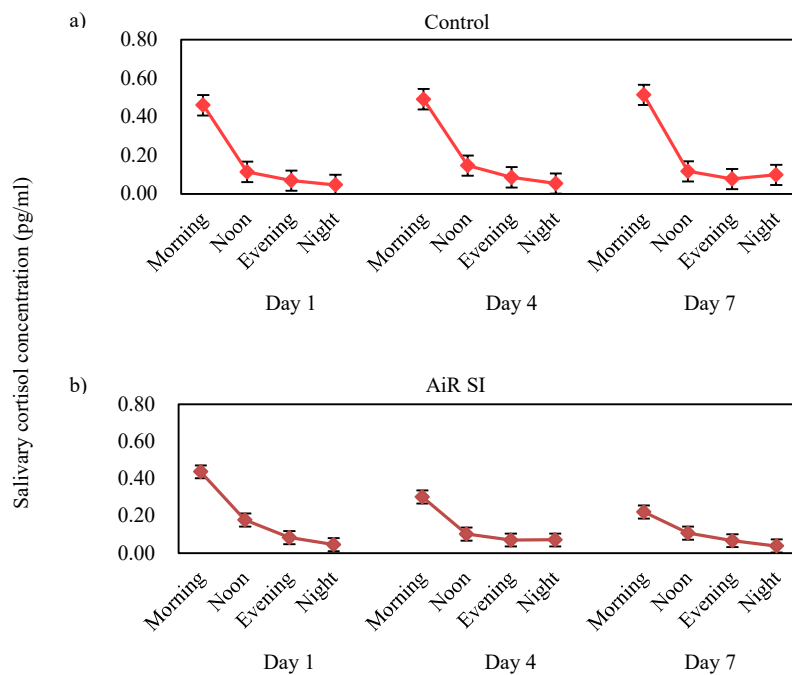 a)
Control
0.80
0.60
0.40
0.20
0.00
Morning Noon Evening Night Morning Noon Evening Night Morning Noon Evening Night
Day 1 Day 4 Day 7
Salivary cortisol concentration (pg/ml)
b)
AiR SI
0.80
0.60
0.40
0.20
0.00
Morning Noon Evening Night Morning Noon Evening Night Morning Noon Evening Night
Day 1 Day 4 Day 7